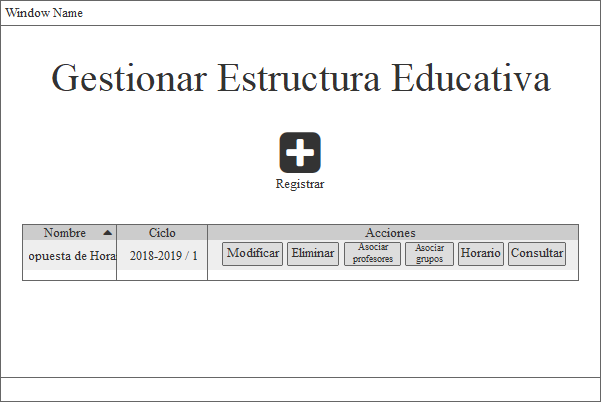 Window Name
Gestionar Estructura Educativa
Registrar
Nombre Ciclo Acciones
opuesta de Hora 2018-2019 / 1 Modificar Eliminar Asociar profesores Asociar grupos Horario Consultar